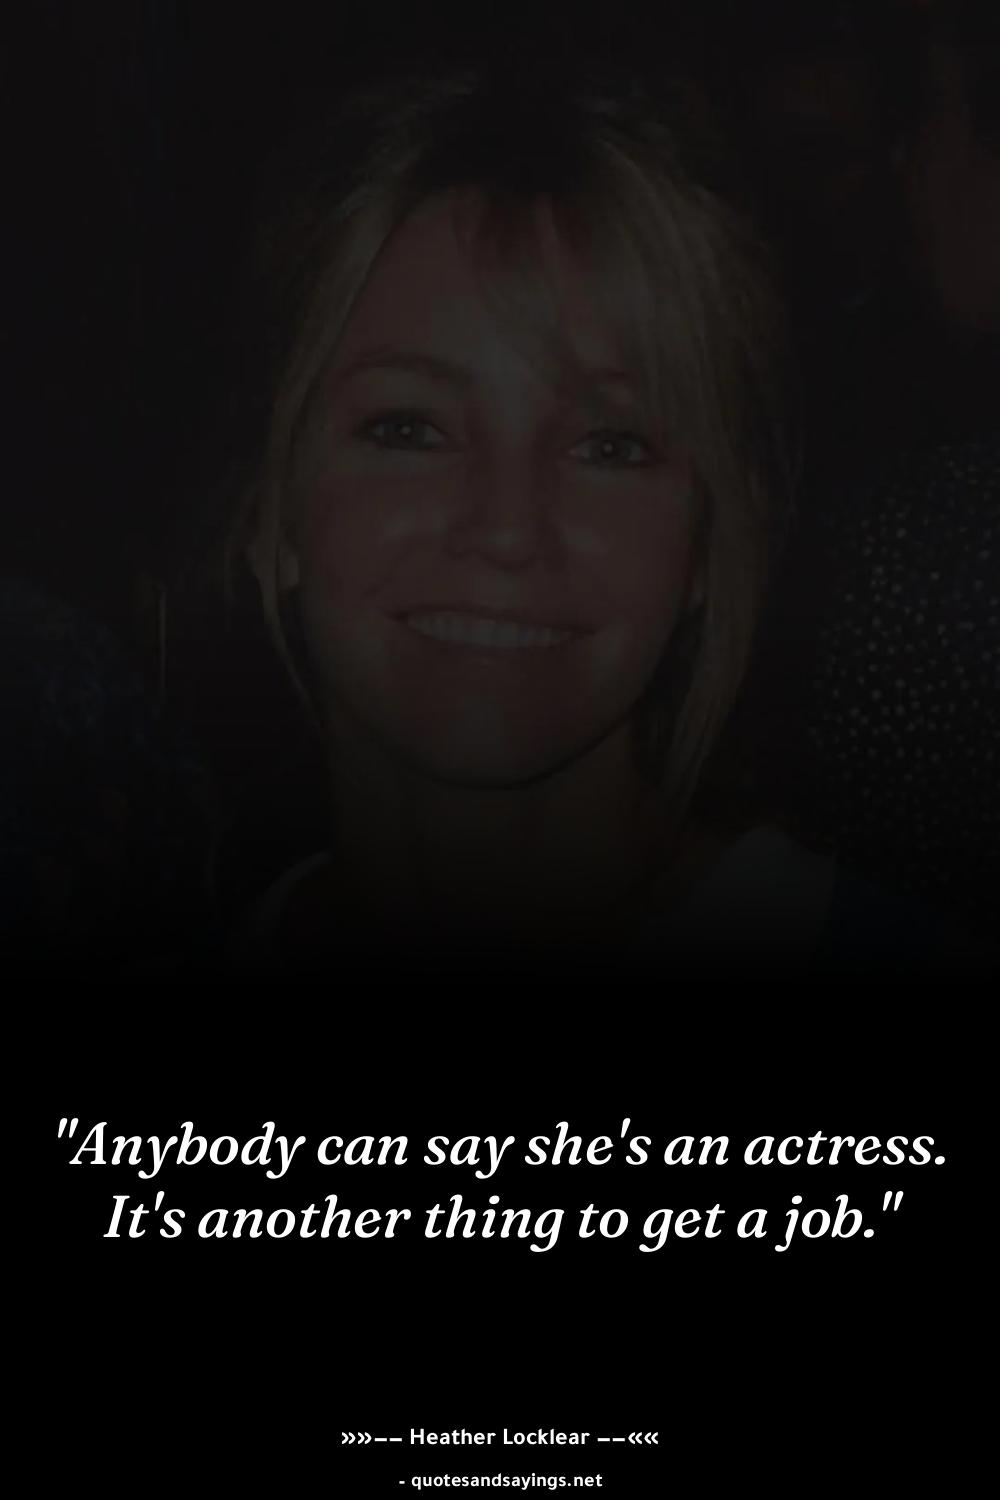 "Anybody can say she's an actress.
It's another thing to get a job."
»»–– Heather Locklear ––««
- quotesandsayings.net